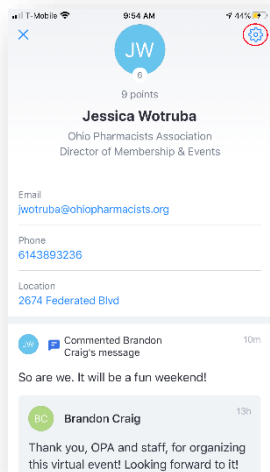 T-Mobile 9:54 AM 44%
JW
6
9 points
Jessica Wotruba
Ohio Pharmacists Association
Director of Membership & Events
Email
jwotruba@ohiopharmacists.org
Phone
6143893236
Location
2674 Federated Blvd
JW Commented Brandon 10m
Craig's message
So are we. It will be a fun weekend!
BC Brandon Craig 13h
Thank you, OPA and staff, for organizing
this virtual event! Looking forward to it!